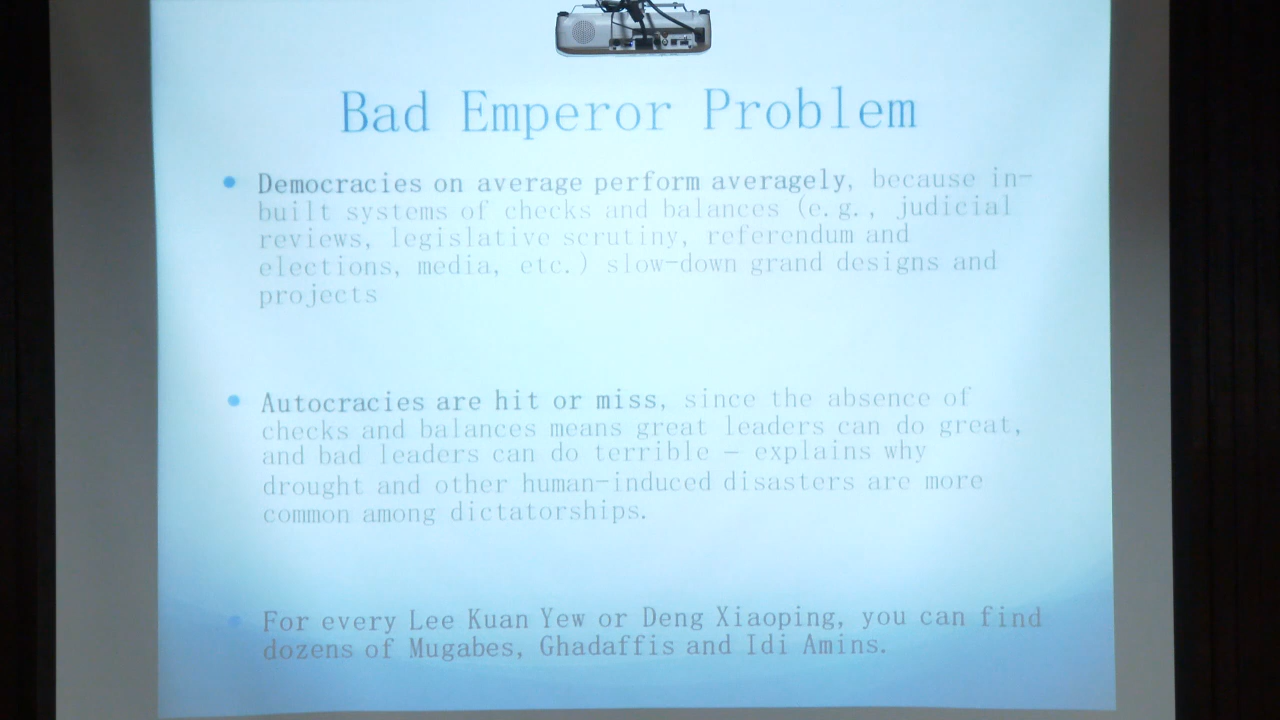 Bad Emperor Problem
• Democracies on average perform averagely, because in-
built systems of checks and balances (e.g., judicial
reviews, legislative scrutiny, referendum and
elections, media, etc.) slow-down grand designs and
projects
• Autocracies are hit or miss, since the absence of
checks and balances means great leaders can do great,
and bad leaders can do terrible – explains why
drought and other human-induced disasters are more
common among dictatorships.
• For every Lee Kuan Yew or Deng Xiaoping, you can find
dozens of Mugabes, Ghadaffis and Idi Amins.